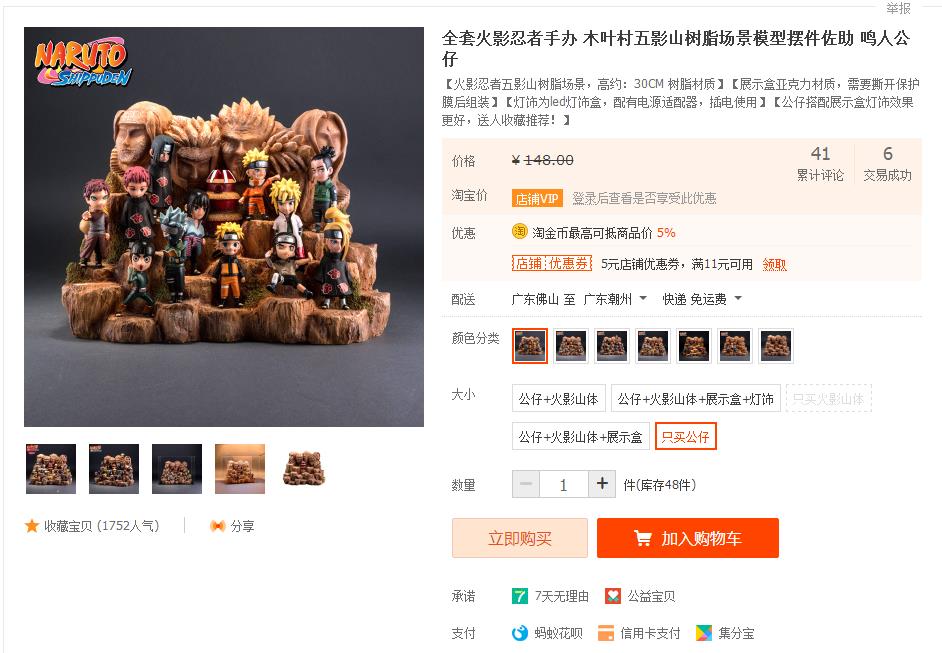 举报
NARUTO
SHIPPUDEN
全套火影忍者手办 木叶村五影山树脂场景模型摆件佐助 鸣人公
仔
【火影忍者五影山树脂场景，高约：30CM 树脂材质】【展示盒亚克力材质，需要撕开保护
膜后组装】【灯饰为led灯饰盒，配有电源适配器，插电使用】【公仔搭配展示盒灯饰效果
更好，送人收藏推荐！】
价格 ¥ 148.00 41 6
累计评论 交易成功
淘宝价 店铺VIP 登录后查看是否享受此优惠
优惠 淘 淘金币最高可抵商品价 5%
店铺优惠券 5元店铺优惠券，满11元可用 领取
配送 广东佛山 至 广东潮州 快递 免运费
颜色分类
大小 公仔+火影山体 公仔+火影山体+展示盒+灯饰 只买火影山体
公仔+火影山体+展示盒 只买公仔
数量 − 1 + 件(库存48件)
收藏宝贝 (1752人气) 分享
立即购买 加入购物车
承诺 7 7天无理由 公益宝贝
支付 蚂蚁花呗 信用卡支付 集分宝